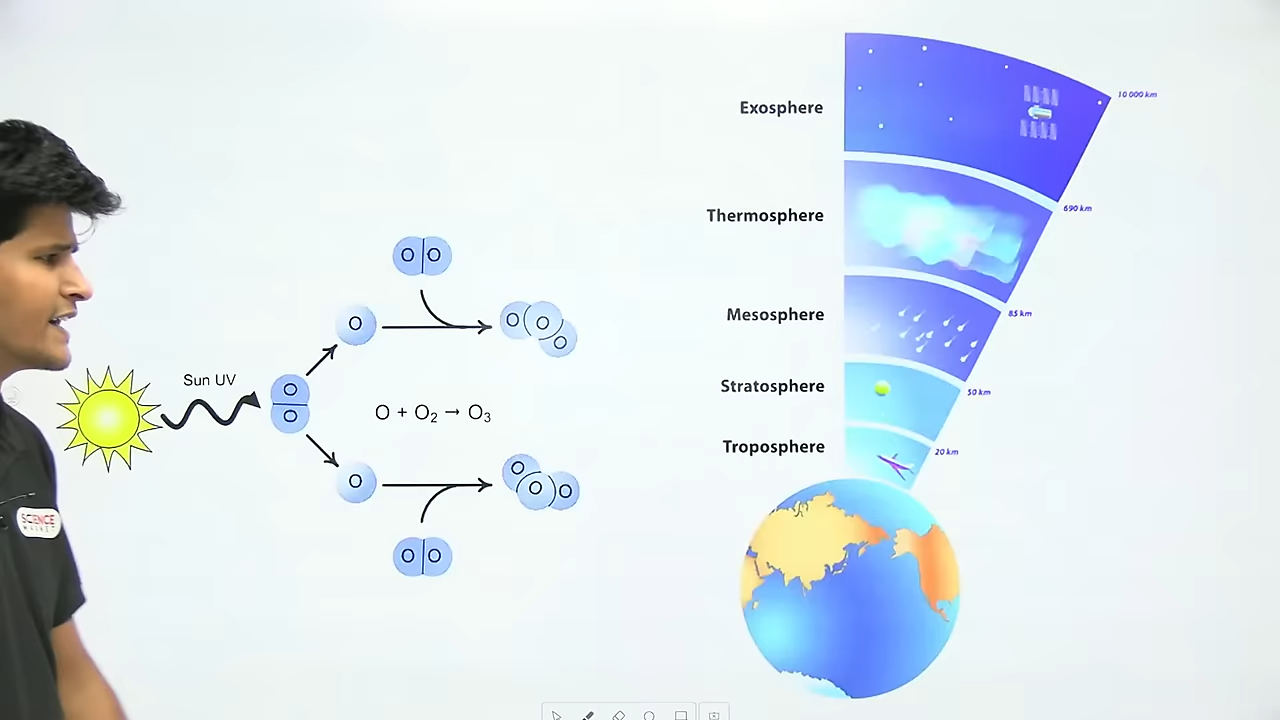 Exosphere
10 000 km
Thermosphere
690 km
Mesosphere
85 km
Stratosphere
50 km
Troposphere
20 km
Sun UV
O O
O
O O O
O
O
O + O₂ → O₃
O
O O O
O O
SCIENCE
MARKET